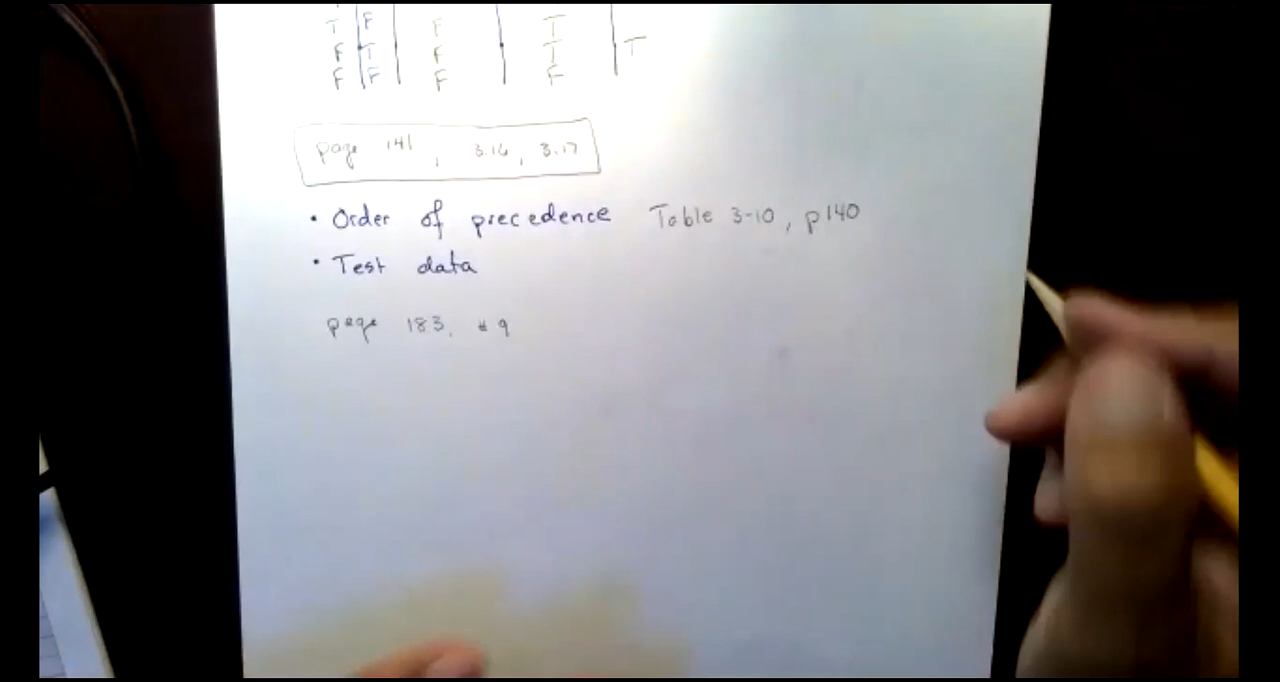 T F F T
F T F T T
F F F F
page 141, 3.16, 3.17
• Order of precedence Table 3-10, p140
• Test data
page 183, # 9